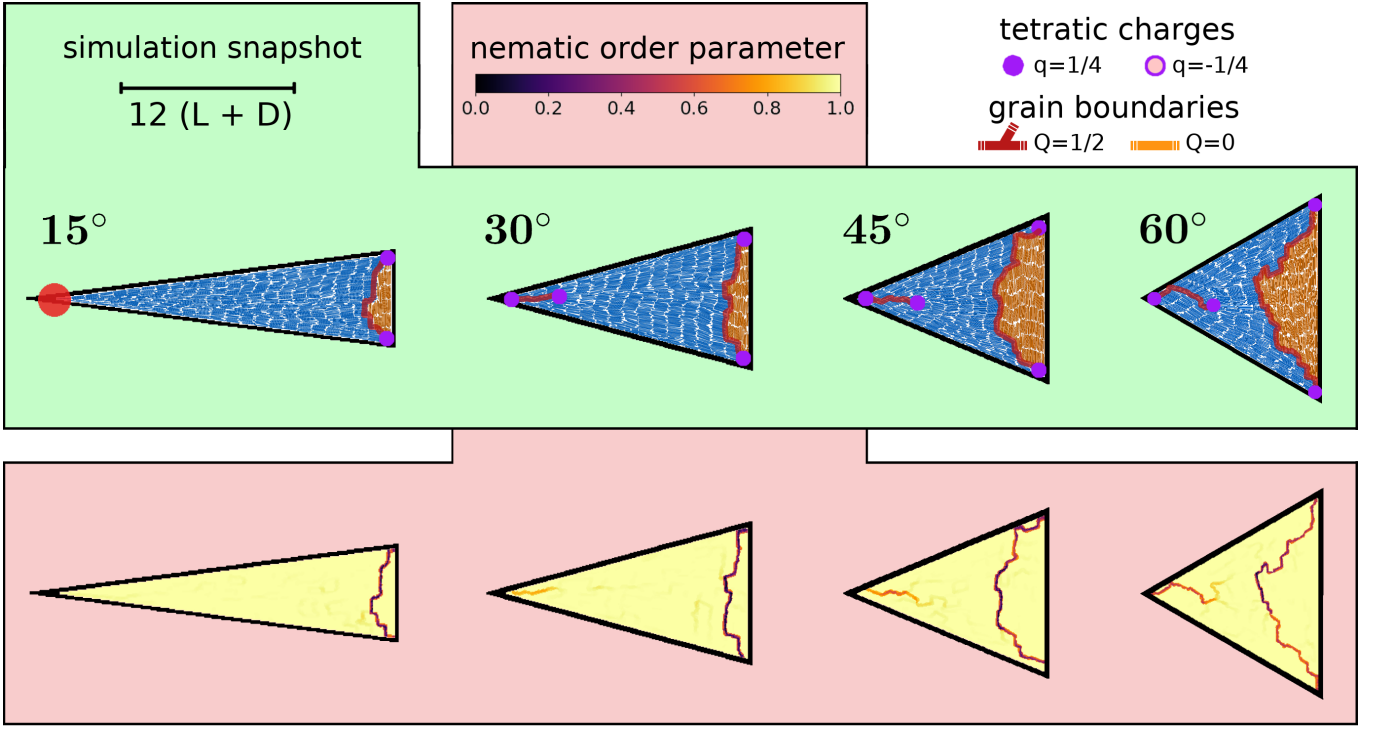 simulation snapshot
12 (L + D)
nematic order parameter
0.0 0.2 0.4 0.6 0.8 1.0
tetratic charges
q=1/4 q=-1/4
grain boundaries
Q=1/2 Q=0
15° 30° 45° 60°